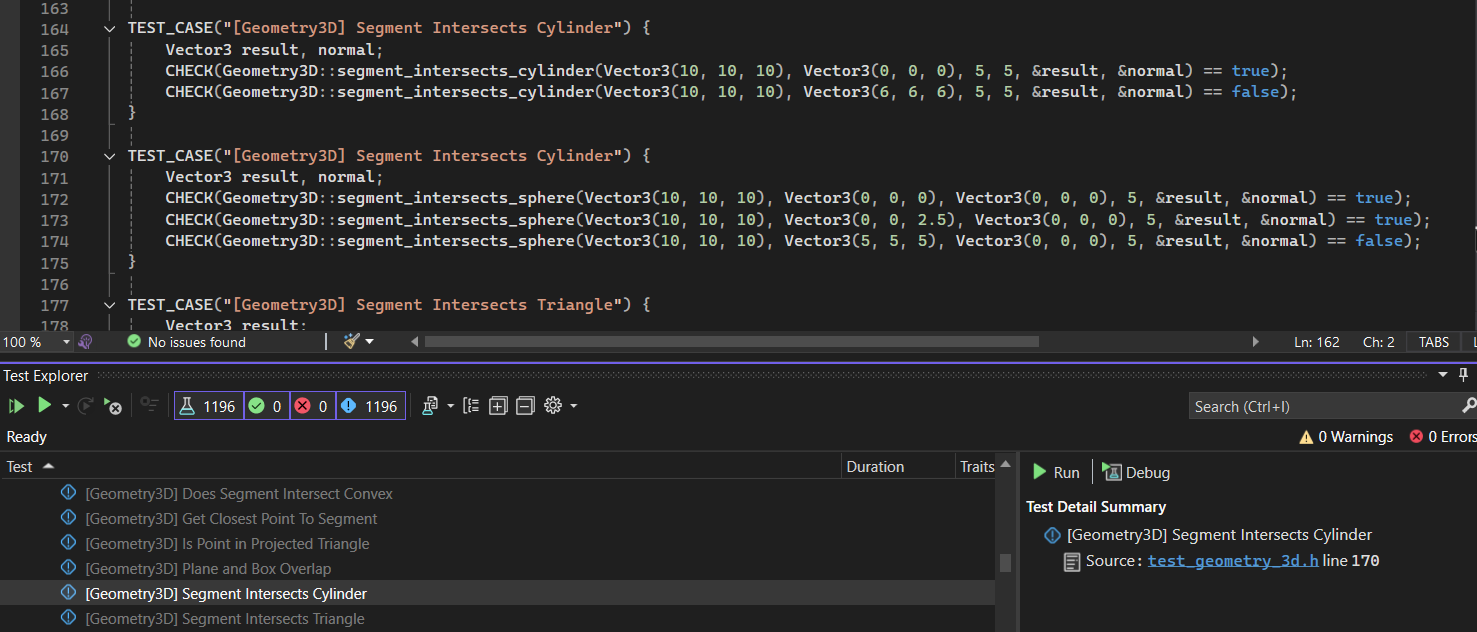 163
164 TEST_CASE("[Geometry3D] Segment Intersects Cylinder") {
165 Vector3 result, normal;
166 CHECK(Geometry3D::segment_intersects_cylinder(Vector3(10, 10, 10), Vector3(0, 0, 0), 5, 5, &result, &normal) == true);
167 CHECK(Geometry3D::segment_intersects_cylinder(Vector3(10, 10, 10), Vector3(6, 6, 6), 5, 5, &result, &normal) == false);
168 }
169
170 TEST_CASE("[Geometry3D] Segment Intersects Cylinder") {
171 Vector3 result, normal;
172 CHECK(Geometry3D::segment_intersects_sphere(Vector3(10, 10, 10), Vector3(0, 0, 0), Vector3(0, 0, 0), 5, &result, &normal) == true);
173 CHECK(Geometry3D::segment_intersects_sphere(Vector3(10, 10, 10), Vector3(0, 0, 2.5), Vector3(0, 0, 0), 5, &result, &normal) == true);
174 CHECK(Geometry3D::segment_intersects_sphere(Vector3(10, 10, 10), Vector3(5, 5, 5), Vector3(0, 0, 0), 5, &result, &normal) == false);
175 }
176
177 TEST_CASE("[Geometry3D] Segment Intersects Triangle") {
178 Vector3 result;
100 % No issues found Ln: 162 Ch: 2 TABS
Test Explorer
1196 0 0 1196 Search (Ctrl+I)
Ready 0 Warnings 0 Errors
Test Duration Traits
[Geometry3D] Does Segment Intersect Convex
[Geometry3D] Get Closest Point To Segment
[Geometry3D] Is Point in Projected Triangle
[Geometry3D] Plane and Box Overlap
[Geometry3D] Segment Intersects Cylinder
[Geometry3D] Segment Intersects Triangle
Run Debug
Test Detail Summary
[Geometry3D] Segment Intersects Cylinder
Source: test_geometry_3d.h line 170